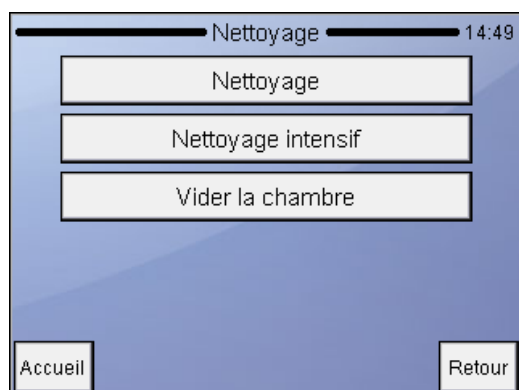 Nettoyage 14:49
Nettoyage
Nettoyage intensif
Vider la chambre
Accueil Retour